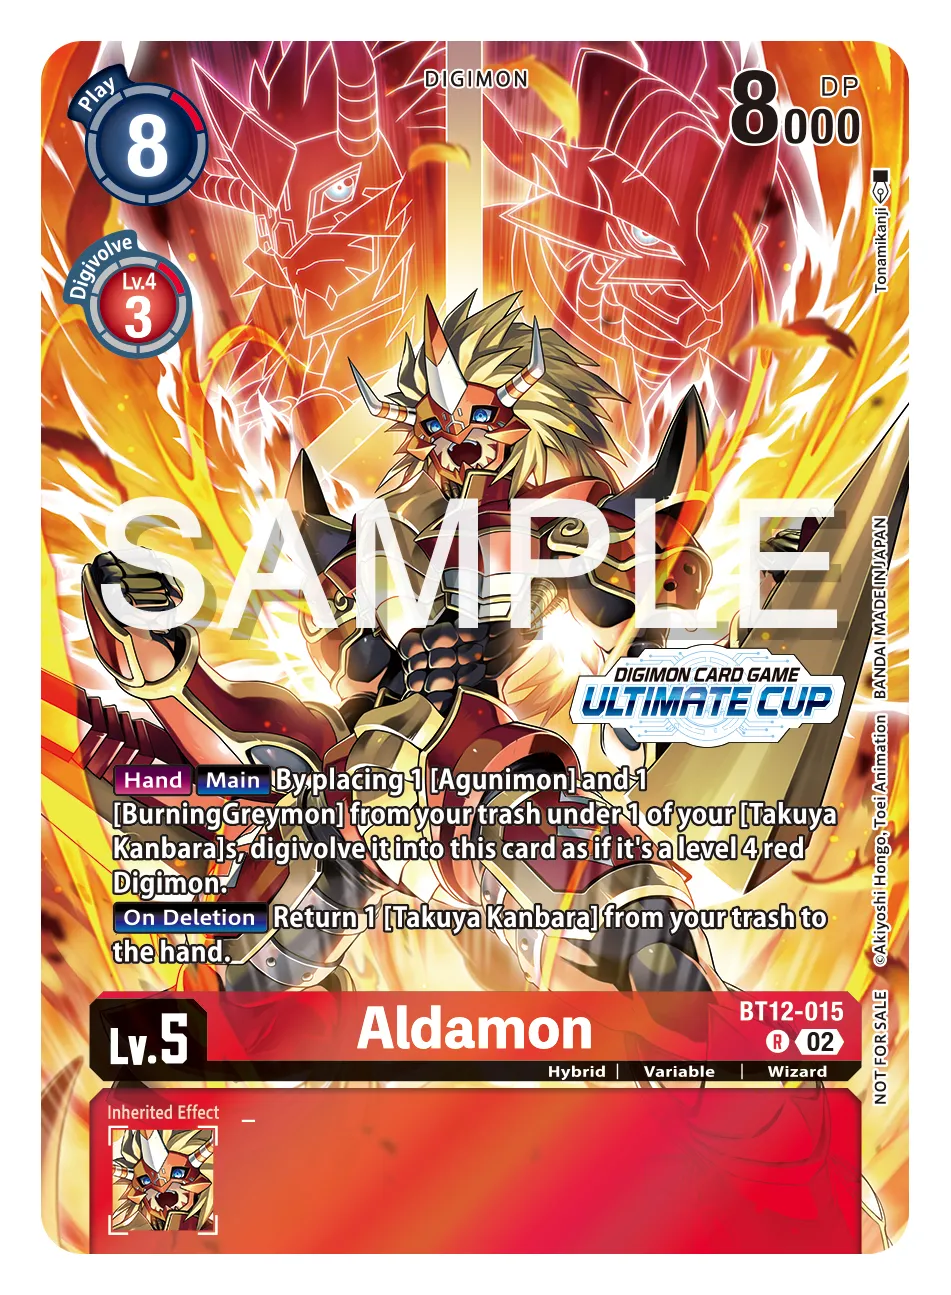 DIGIMON
Play
8
8000
DP
Digivolve
Lv.4
3
Tonamikanji
SAMPLE
DIGIMON CARD GAME
ULTIMATE CUP
Hand Main By placing 1 [Agunimon] and 1
[BurningGreymon] from your trash under 1 of your [Takuya
Kanbara]s, digivolve it into this card as if it's a level 4 red
Digimon.
On Deletion Return 1 [Takuya Kanbara] from your trash to
the hand.
©Akiyoshi Hongo, Toei Animation BANDAI MADE IN JAPAN
NOT FOR SALE
Lv.5
Aldamon
BT12-015
R 02
Hybrid | Variable | Wizard
Inherited Effect
–